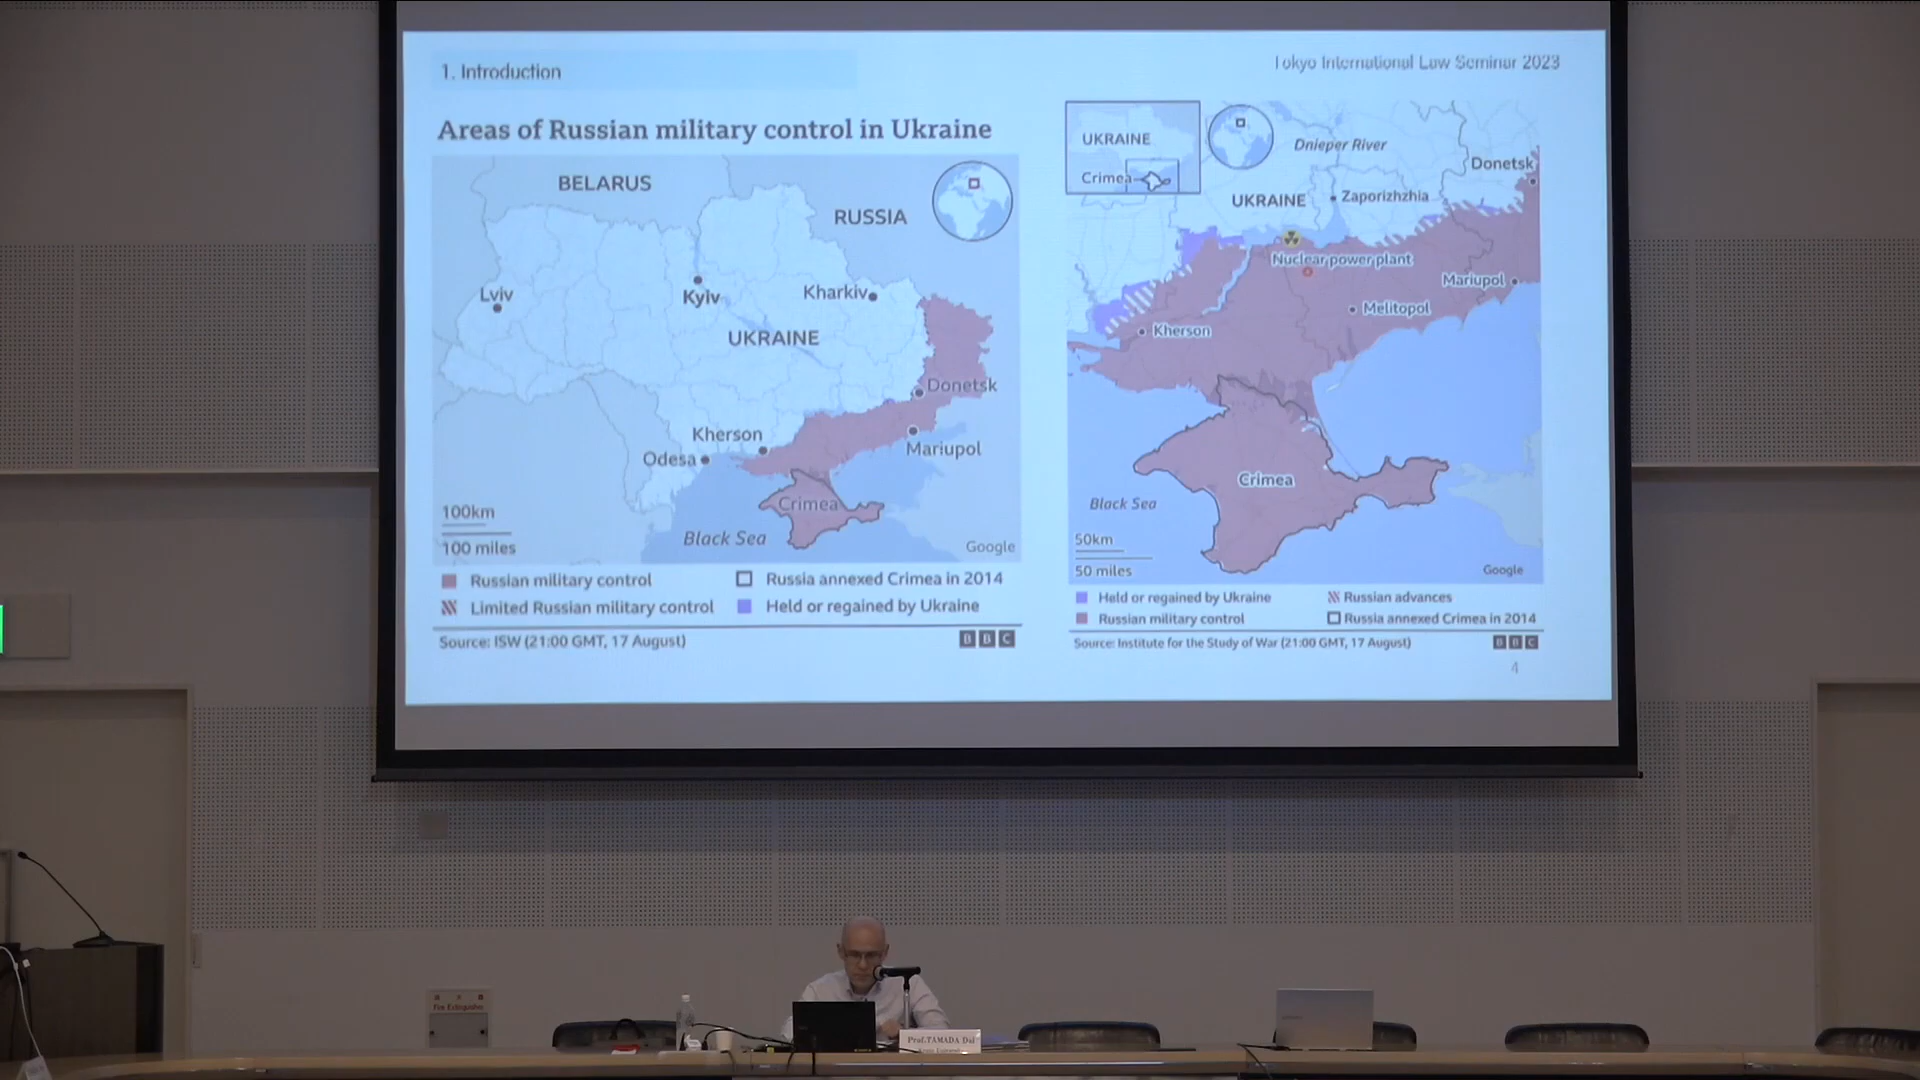 1. Introduction
Tokyo International Law Seminar 2023
Areas of Russian military control in Ukraine
BELARUS
RUSSIA
Lviv
Kyiv
Kharkiv
UKRAINE
Donetsk
Kherson
Mariupol
Odesa
Crimea
100km
Black Sea
100 miles
Google
Russian military control
Russia annexed Crimea in 2014
Limited Russian military control
Held or regained by Ukraine
Source: ISW (21:00 GMT, 17 August)
BBC
UKRAINE
Crimea
Dnieper River
Donetsk
UKRAINE
Zaporizhzhia
Nuclear power plant
Mariupol
Melitopol
Kherson
Crimea
Black Sea
50km
50 miles
Google
Held or regained by Ukraine
Russian advances
Russian military control
Russia annexed Crimea in 2014
Source: Institute for the Study of War (21:00 GMT, 17 August)
BBC
4
Fire Extinguisher
Prof.TAMADA Dai